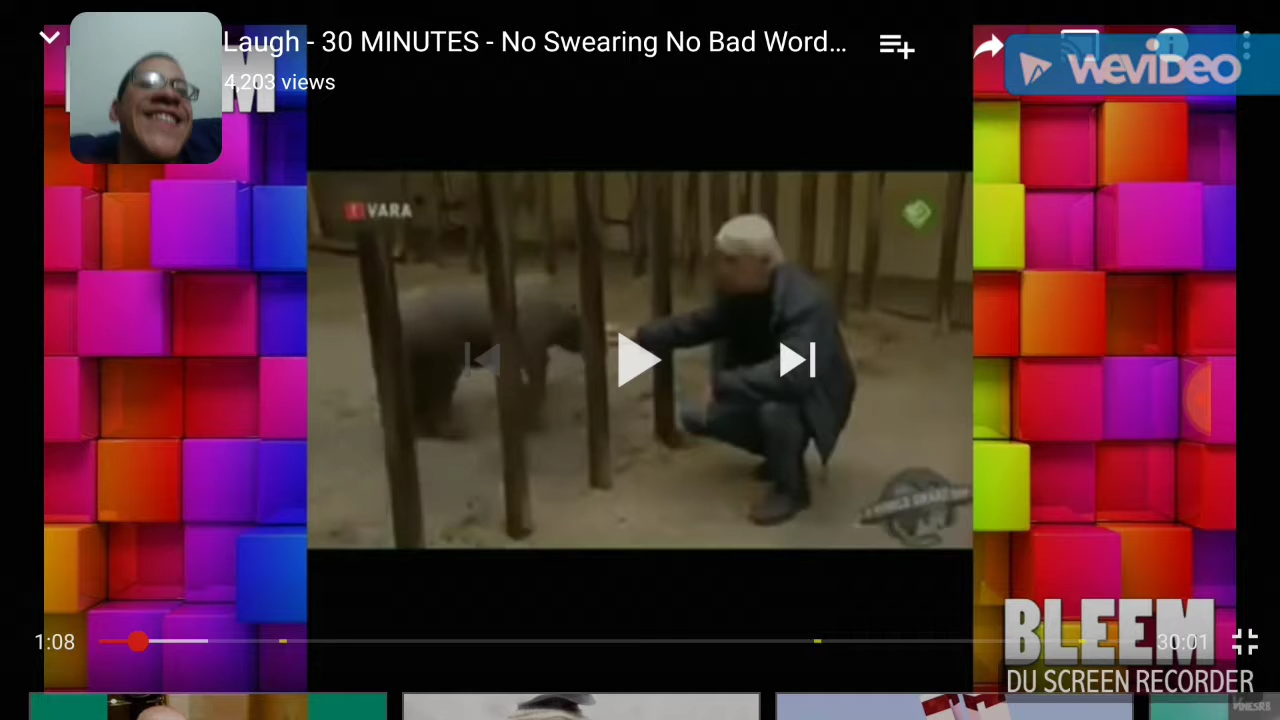 Laugh - 30 MINUTES - No Swearing No Bad Word...
4,203 views
WEVIDEO
VARA
1:08
30:01
BLEEM
DU SCREEN RECORDER